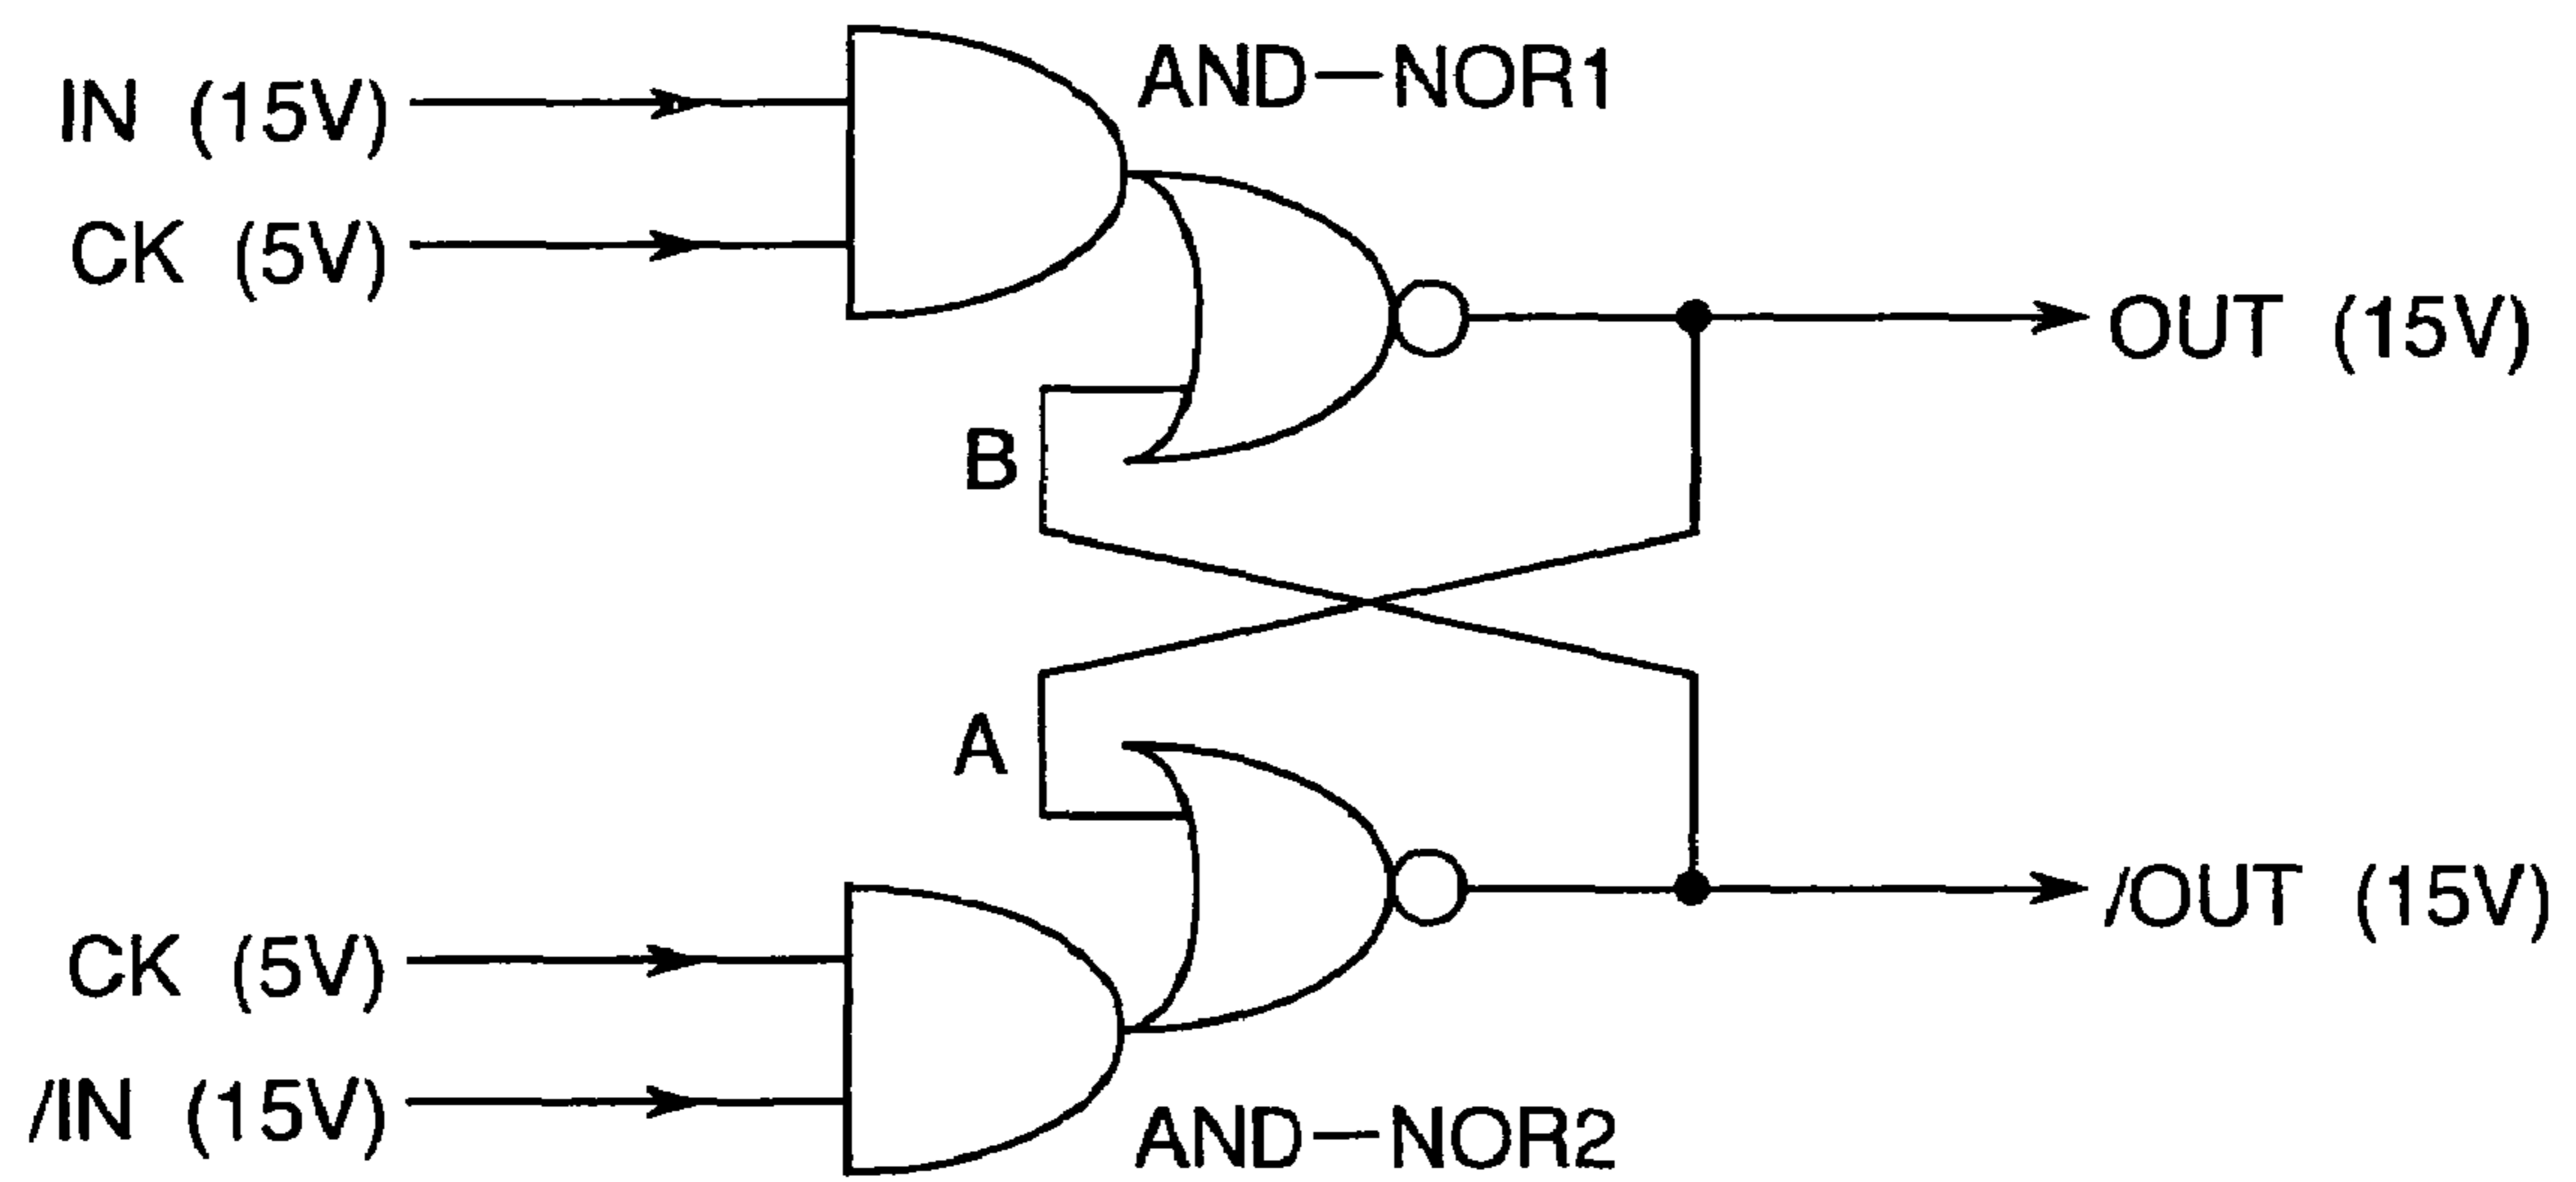 AND—NOR1
IN (15V)
CK (5V)
OUT (15V)
B
A
/OUT (15V)
CK (5V)
/IN (15V)
AND—NOR2